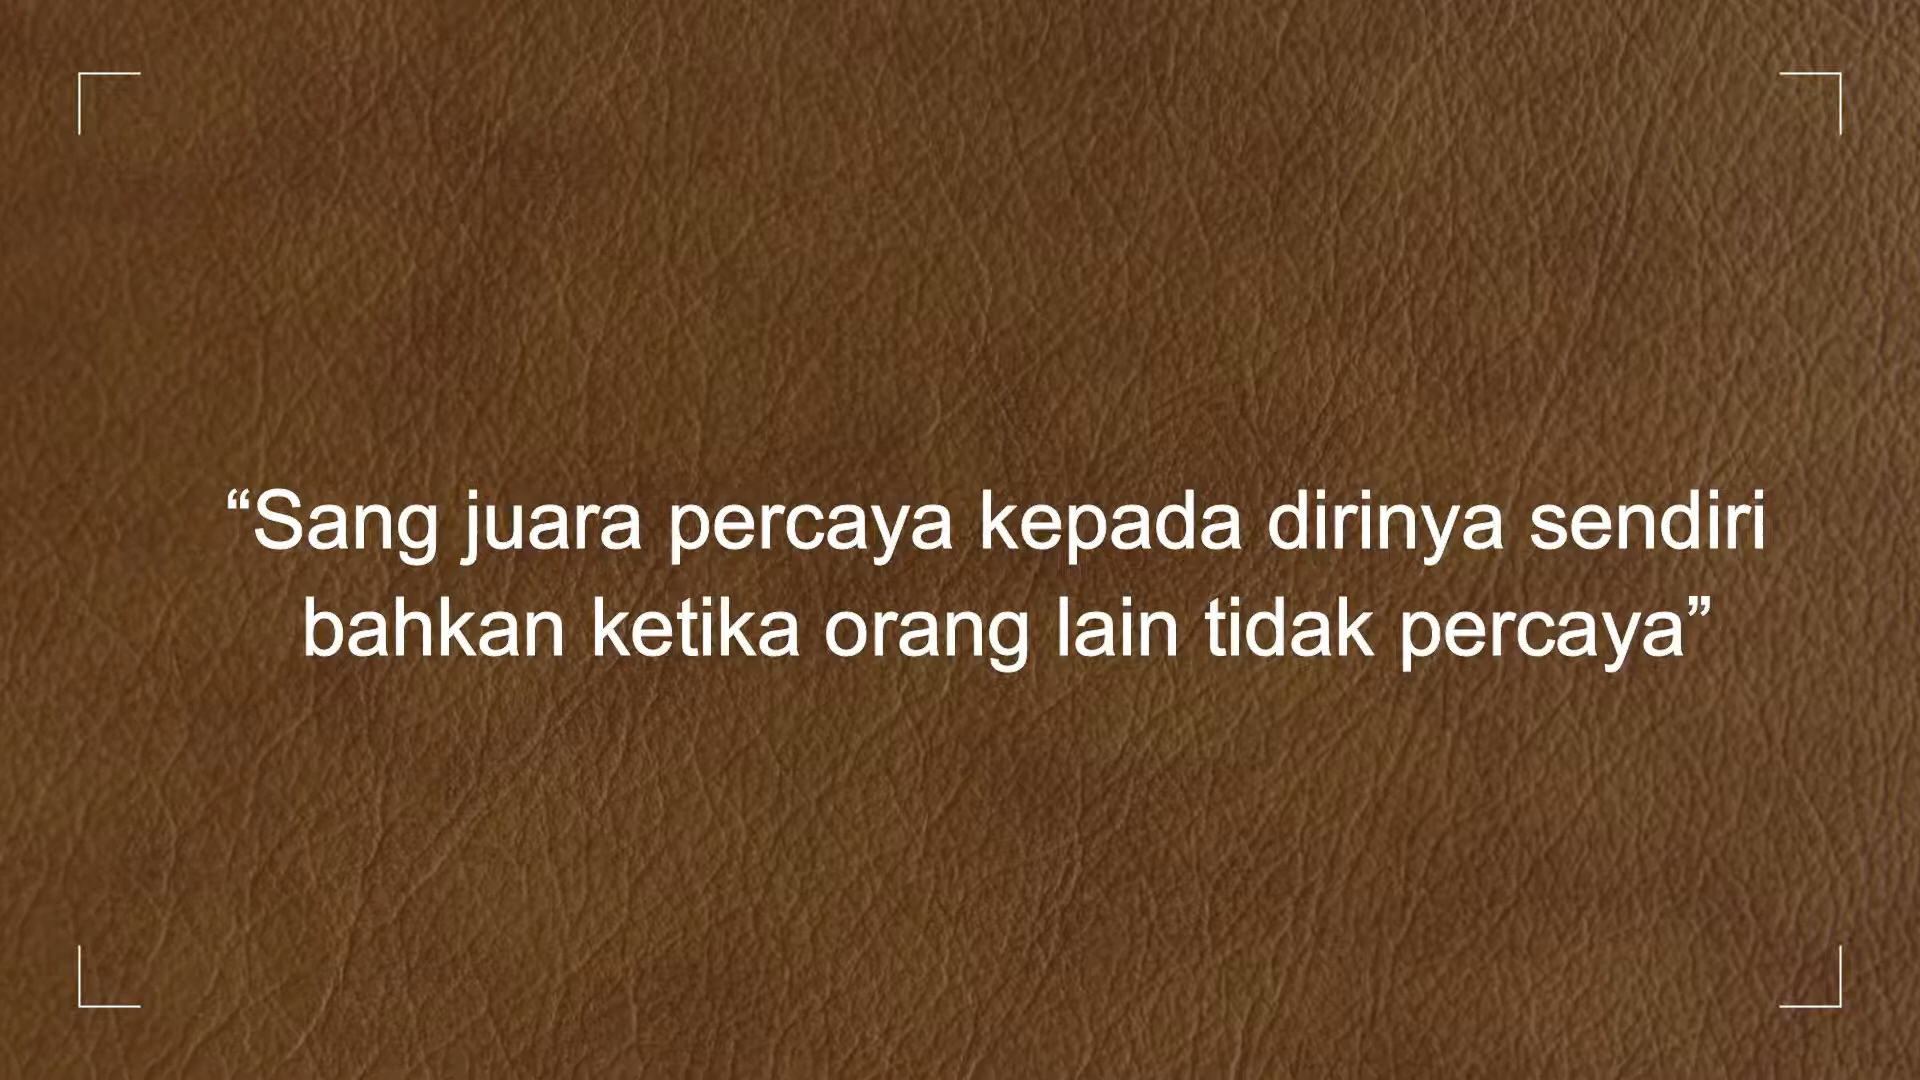 “Sang juara percaya kepada dirinya sendiri
bahkan ketika orang lain tidak percaya”